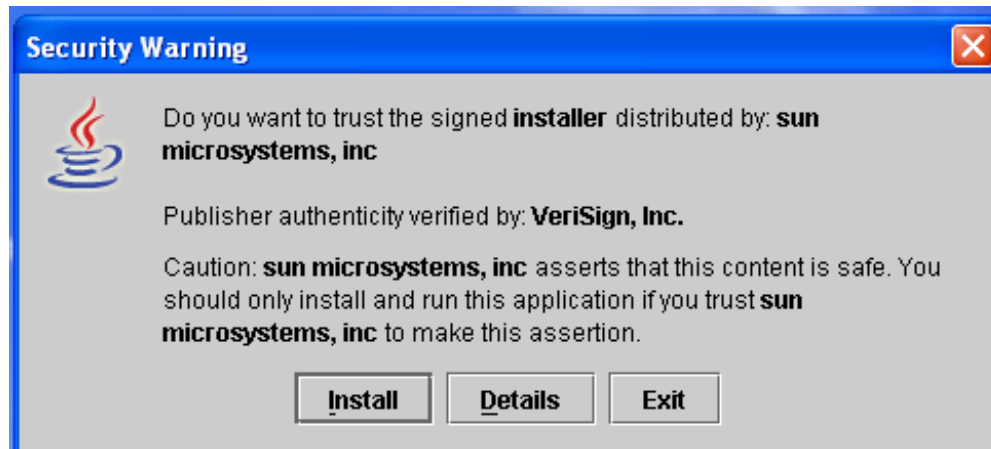 Security Warning
Do you want to trust the signed installer distributed by: sun
microsystems, inc
Publisher authenticity verified by: VeriSign, Inc.
Caution: sun microsystems, inc asserts that this content is safe. You
should only install and run this application if you trust sun
microsystems, inc to make this assertion.
Install Details Exit